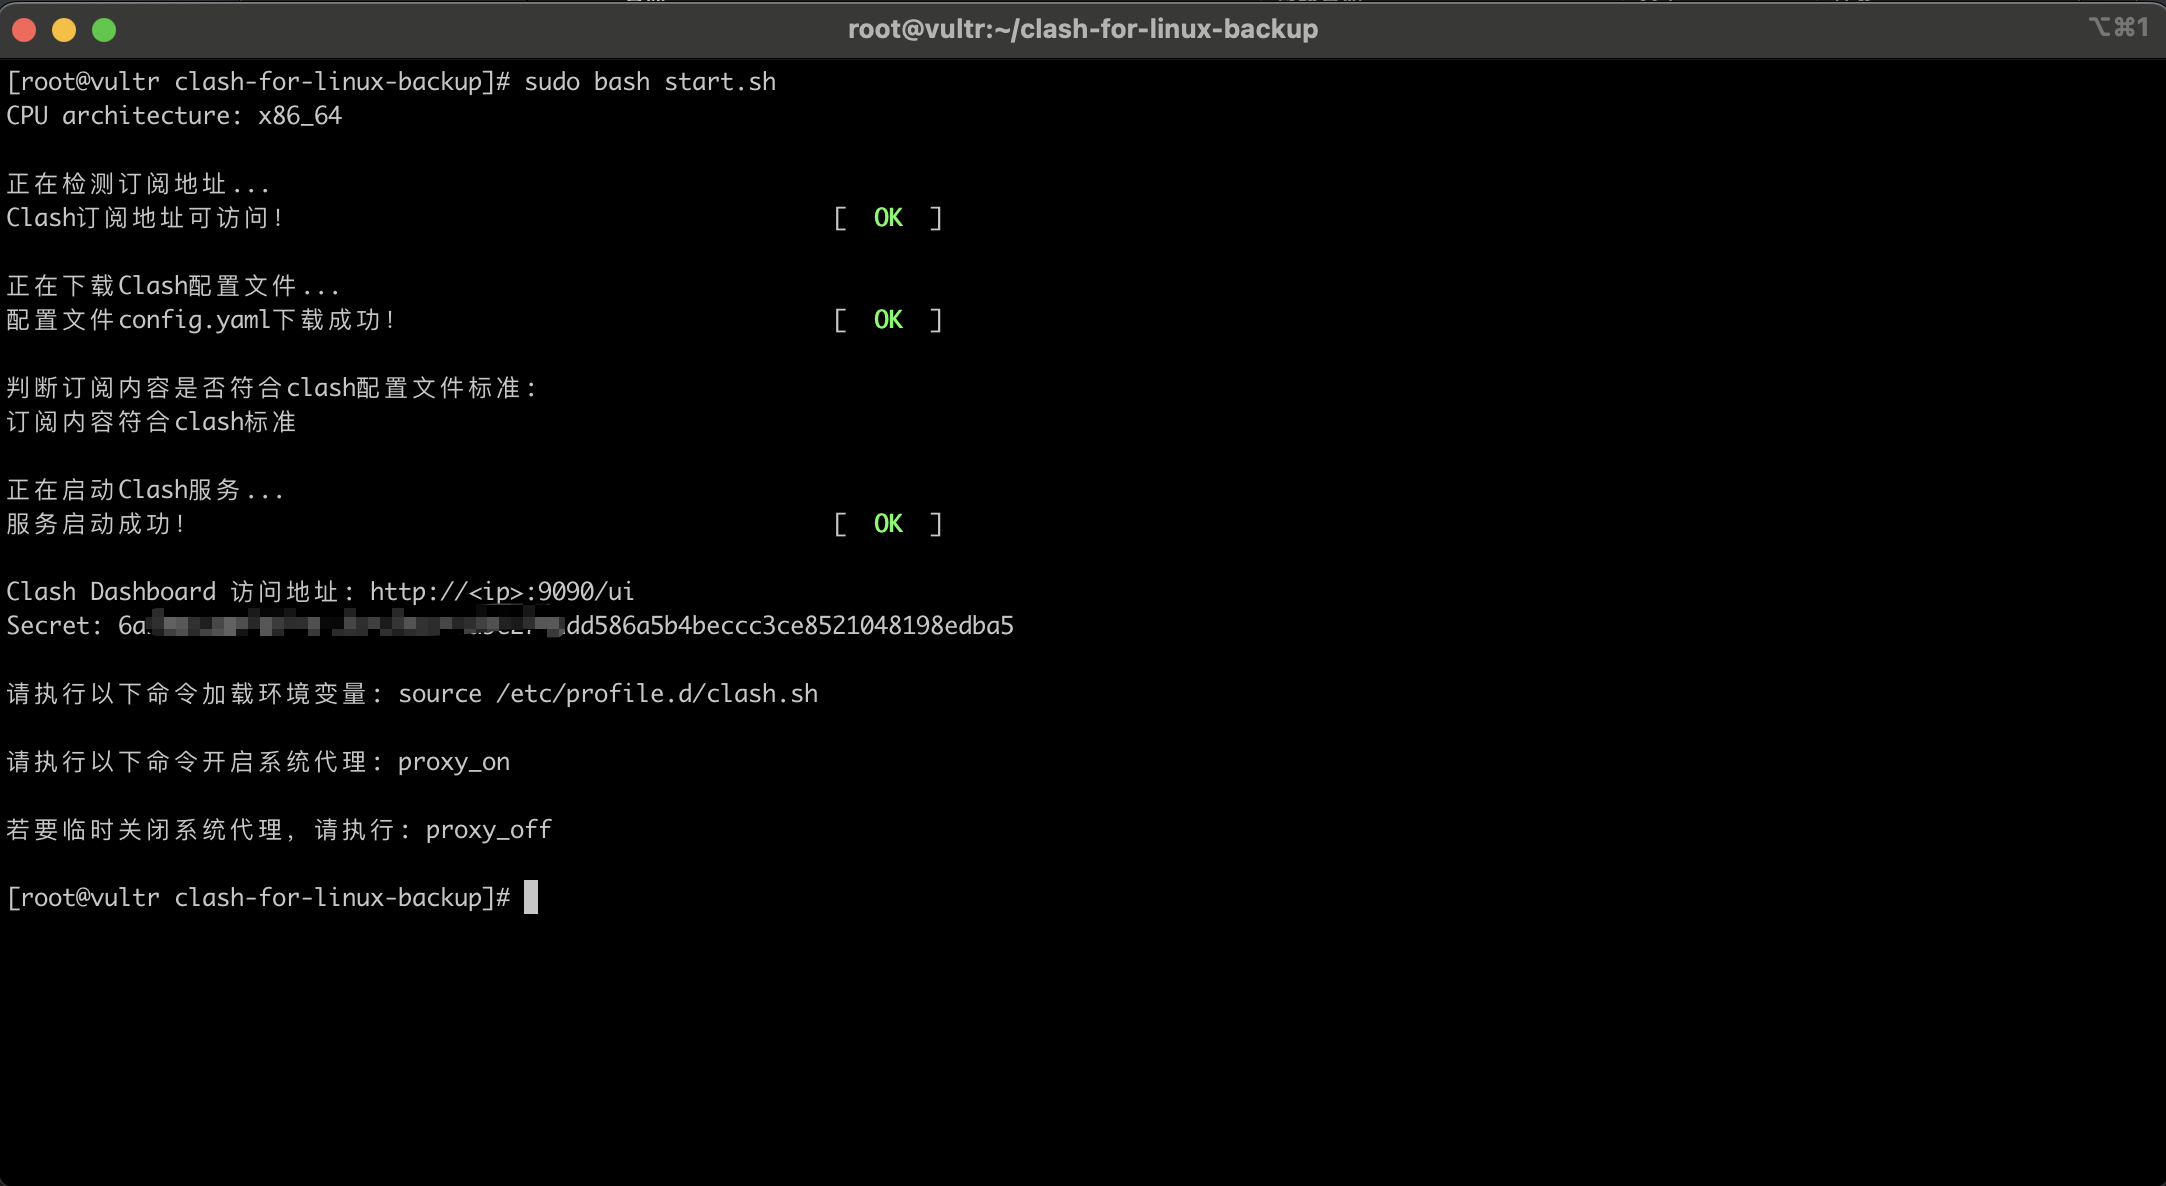 root@vultr:~/clash-for-linux-backup
⌥⌘1
[root@vultr clash-for-linux-backup]# sudo bash start.sh
CPU architecture: x86_64
正在检测订阅地址...
Clash订阅地址可访问! [ OK ]
正在下载Clash配置文件...
配置文件config.yaml下载成功! [ OK ]
判断订阅内容是否符合clash配置文件标准:
订阅内容符合clash标准
正在启动Clash服务...
服务启动成功! [ OK ]
Clash Dashboard 访问地址: http://<ip>:9090/ui
Secret: 6a dd586a5b4beccc3ce8521048198edba5
请执行以下命令加载环境变量: source /etc/profile.d/clash.sh
请执行以下命令开启系统代理: proxy_on
若要临时关闭系统代理, 请执行: proxy_off
[root@vultr clash-for-linux-backup]#